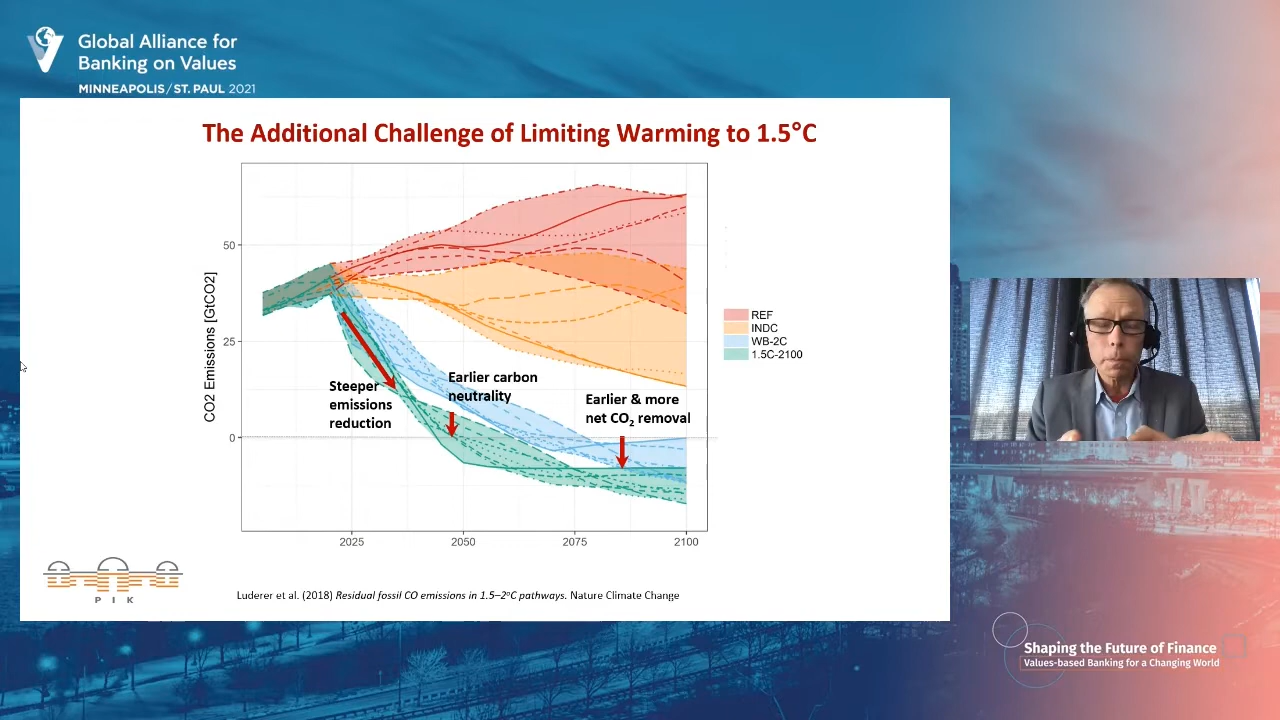 Global Alliance for
Banking on Values
MINNEAPOLIS/ST. PAUL 2021
The Additional Challenge of Limiting Warming to 1.5°C
CO2 Emissions [GtCO2]
50
25
0
2025
2050
2075
2100
Steeper
emissions
reduction
Earlier carbon
neutrality
Earlier & more
net CO₂ removal
REF
INDC
WB-2C
1.5C-2100
P I K
Luderer et al. (2018) Residual fossil CO emissions in 1.5–2°C pathways. Nature Climate Change
Shaping the Future of Finance
Values-based Banking for a Changing World